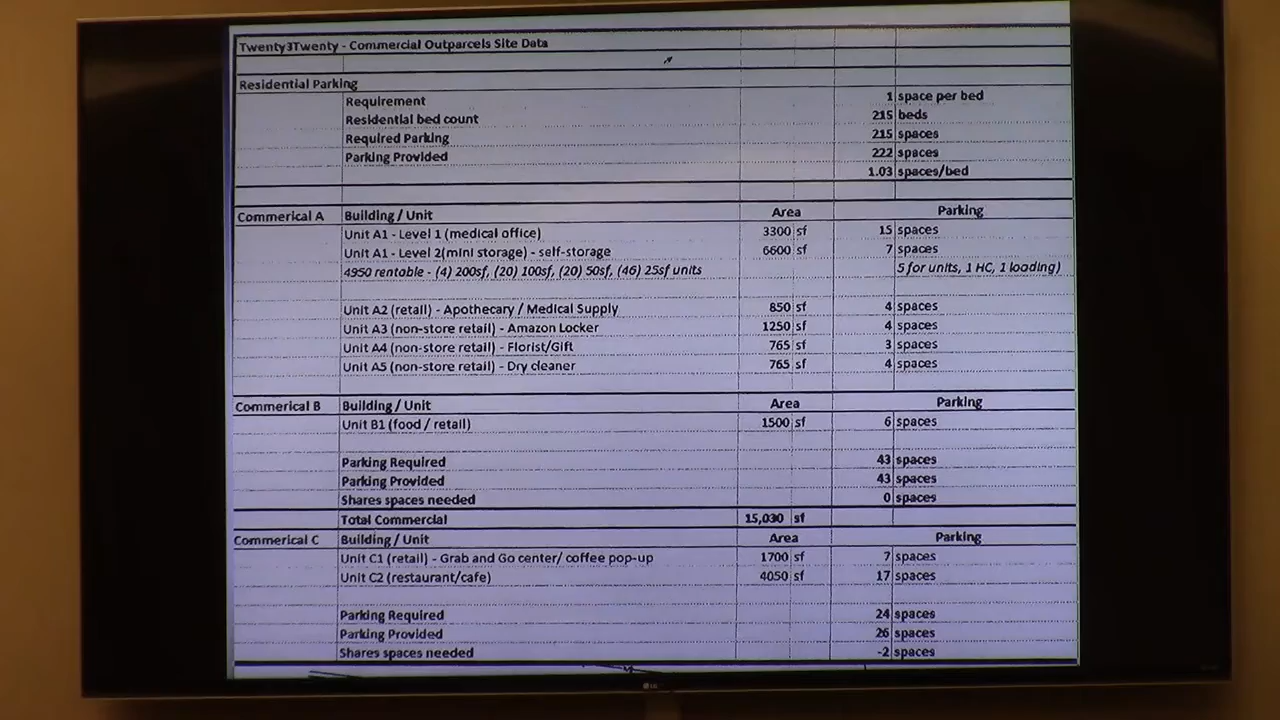 Twenty3Twenty - Commercial Outparcels Site Data
Residential Parking
Requirement 1 space per bed
Residential bed count 215 beds
Required Parking 215 spaces
Parking Provided 222 spaces
1.03 spaces/bed
Commerical A Building / Unit Area Parking
Unit A1 - Level 1 (medical office) 3300 sf 15 spaces
Unit A1 - Level 2(mini storage) - self-storage 6600 sf 7 spaces
4950 rentable - (4) 200sf, (20) 100sf, (20) 50sf, (46) 25sf units 5 for units, 1 HC, 1 loading)
Unit A2 (retail) - Apothecary / Medical Supply 850 sf 4 spaces
Unit A3 (non-store retail) - Amazon Locker 1250 sf 4 spaces
Unit A4 (non-store retail) - Florist/Gift 765 sf 3 spaces
Unit A5 (non-store retail) - Dry cleaner 765 sf 4 spaces
Commerical B Building / Unit Area Parking
Unit B1 (food / retail) 1500 sf 6 spaces
Parking Required 43 spaces
Parking Provided 43 spaces
Shares spaces needed 0 spaces
Total Commercial 15,030 sf
Commerical C Building / Unit Area Parking
Unit C1 (retail) - Grab and Go center/ coffee pop-up 1700 sf 7 spaces
Unit C2 (restaurant/cafe) 4050 sf 17 spaces
Parking Required 24 spaces
Parking Provided 26 spaces
Shares spaces needed -2 spaces
LG